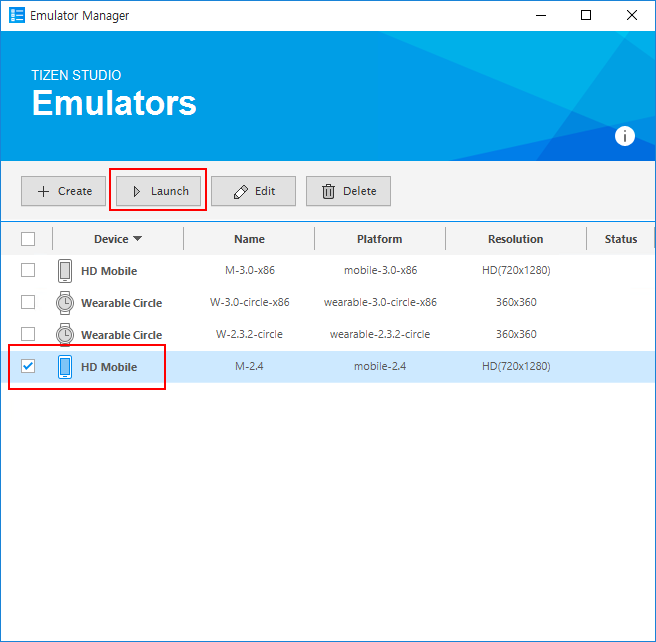 Emulator Manager
TIZEN STUDIO
Emulators
Create Launch Edit Delete
Device Name Platform Resolution Status
HD Mobile M-3.0-x86 mobile-3.0-x86 HD(720x1280)
Wearable Circle W-3.0-circle-x86 wearable-3.0-circle-x86 360x360
Wearable Circle W-2.3.2-circle wearable-2.3.2-circle 360x360
HD Mobile M-2.4 mobile-2.4 HD(720x1280)